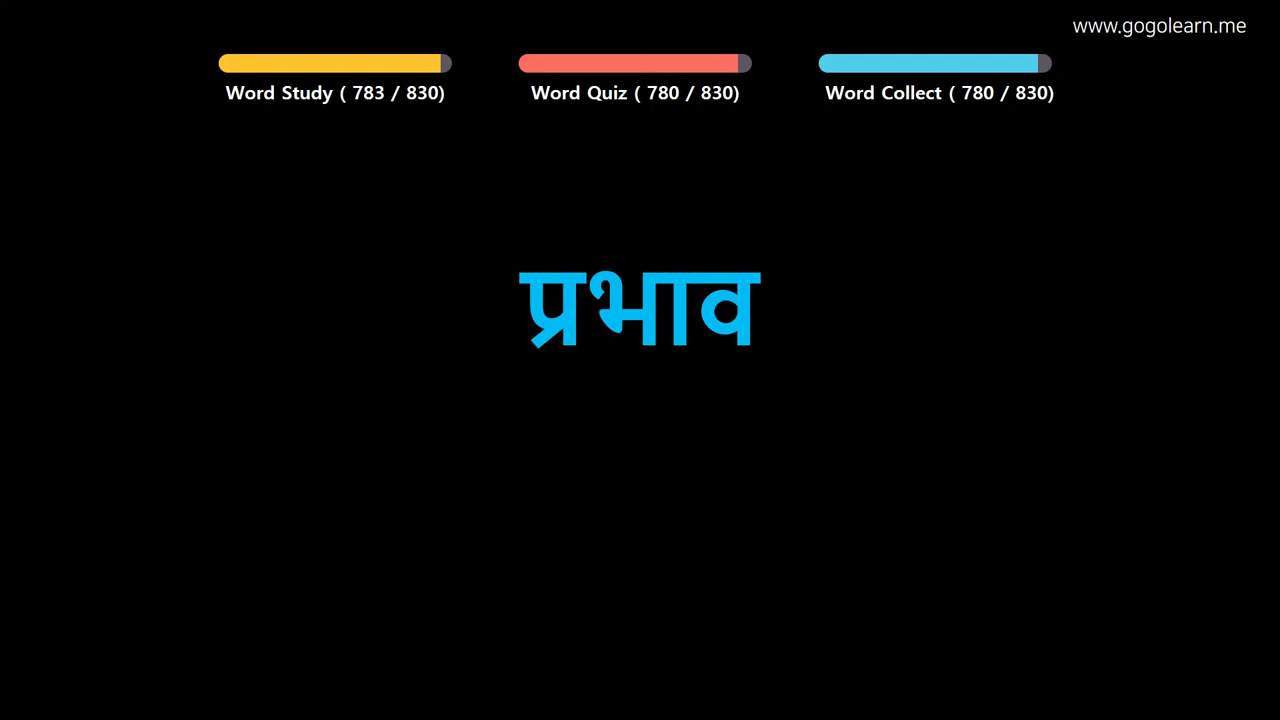 www.gogolearn.me
Word Study ( 783 / 830)
Word Quiz ( 780 / 830)
Word Collect ( 780 / 830)
प्रभाव